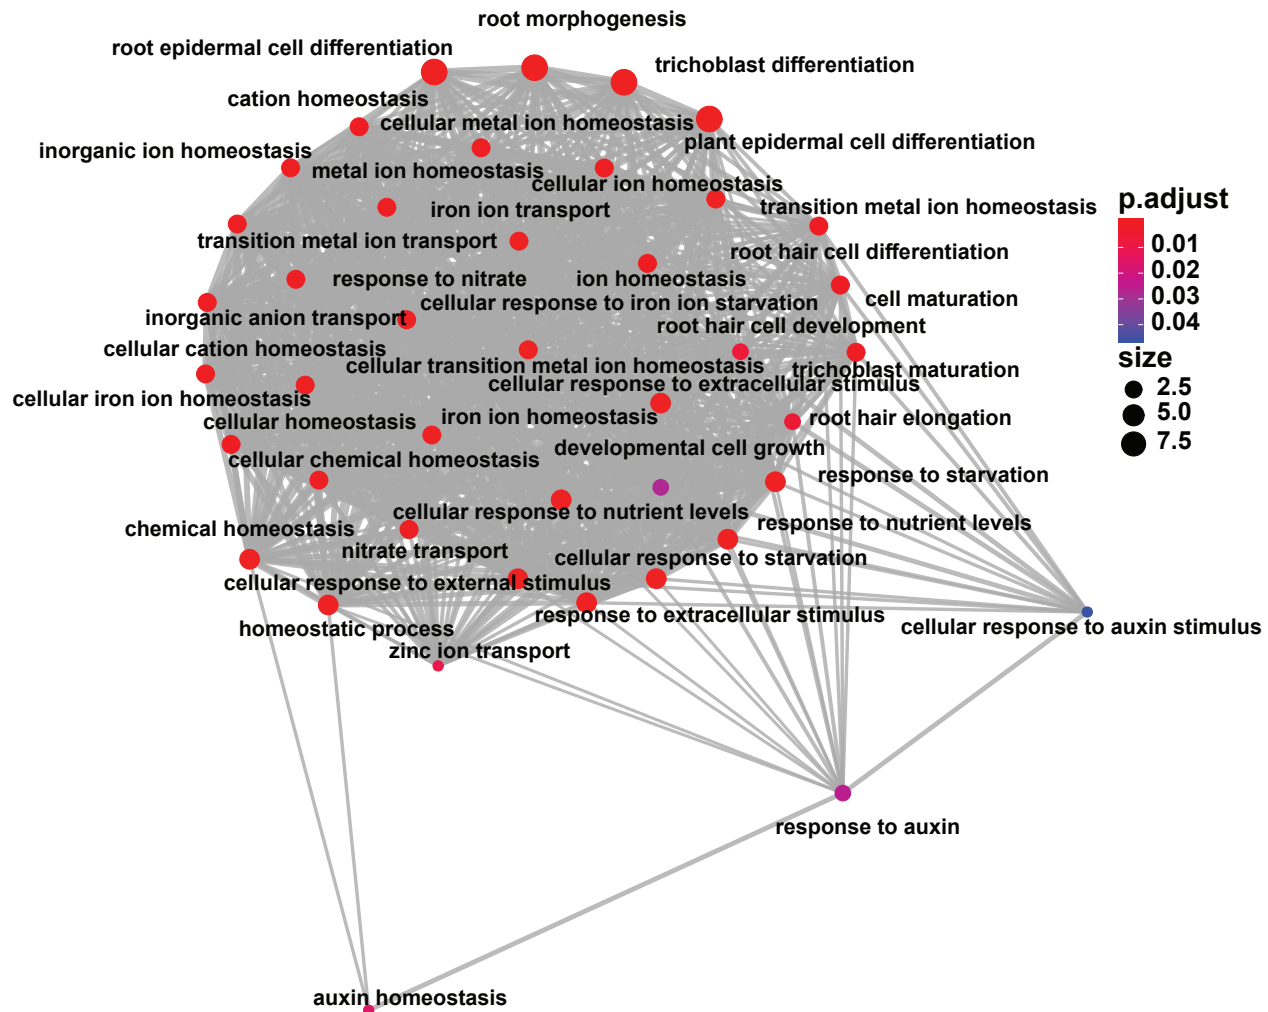 root morphogenesis
root epidermal cell differentiation
trichoblast differentiation
cation homeostasis
cellular metal ion homeostasis
plant epidermal cell differentiation
inorganic ion homeostasis
metal ion homeostasis
cellular ion homeostasis
iron ion transport
transition metal ion homeostasis
transition metal ion transport
root hair cell differentiation
response to nitrate
ion homeostasis
cellular response to iron ion starvation
cell maturation
inorganic anion transport
root hair cell development
cellular cation homeostasis
cellular transition metal ion homeostasis
trichoblast maturation
cellular response to extracellular stimulus
cellular iron ion homeostasis
cellular homeostasis
iron ion homeostasis
root hair elongation
developmental cell growth
cellular chemical homeostasis
response to starvation
cellular response to nutrient levels
response to nutrient levels
chemical homeostasis
nitrate transport
cellular response to starvation
cellular response to external stimulus
response to extracellular stimulus
homeostatic process
zinc ion transport
cellular response to auxin stimulus
response to auxin
auxin homeostasis
p.adjust
0.01
0.02
0.03
0.04
size
2.5
5.0
7.5